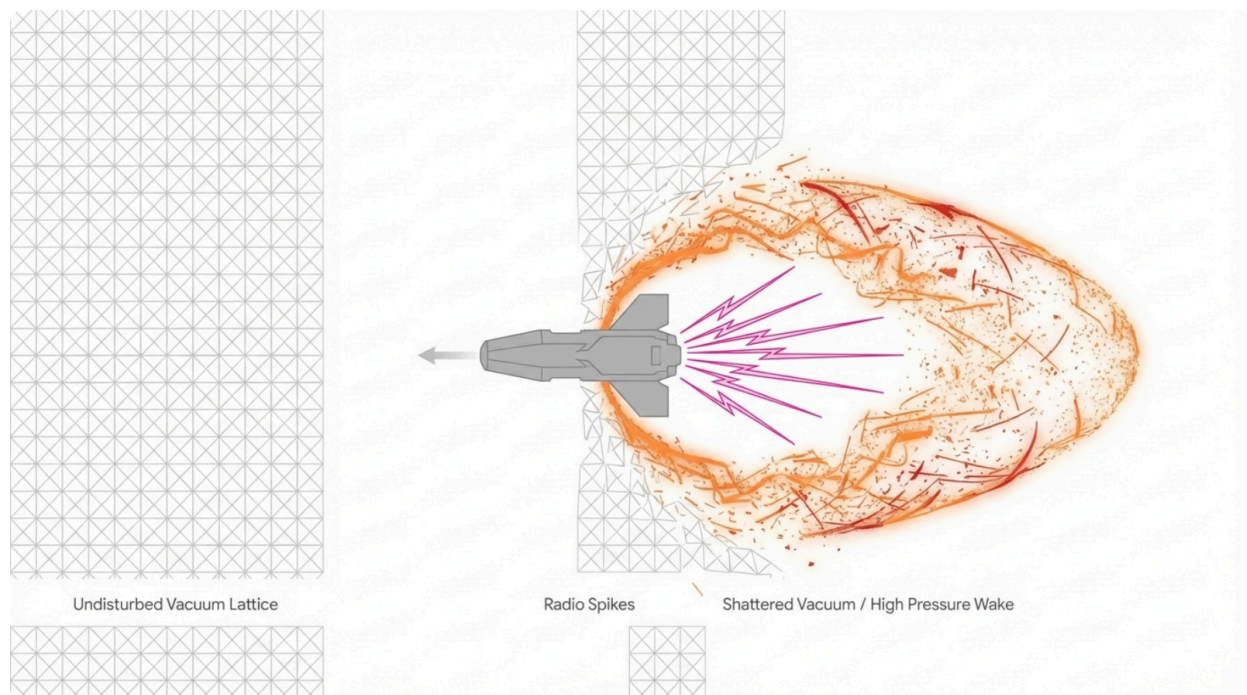 Undisturbed Vacuum Lattice
Radio Spikes
Shattered Vacuum / High Pressure Wake